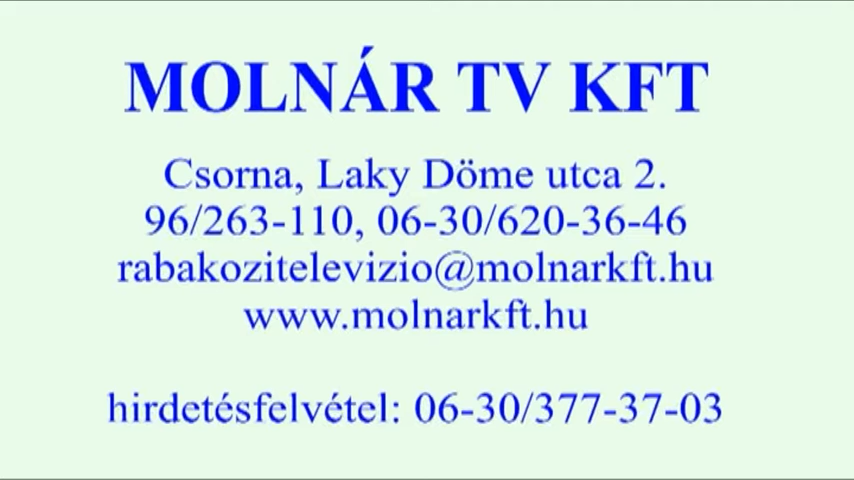 MOLNÁR TV KFT
Csorna, Laky Döme utca 2.
96/263-110, 06-30/620-36-46
rabakozitelevizio@molnarkft.hu
www.molnarkft.hu
hirdetésfelvétel: 06-30/377-37-03